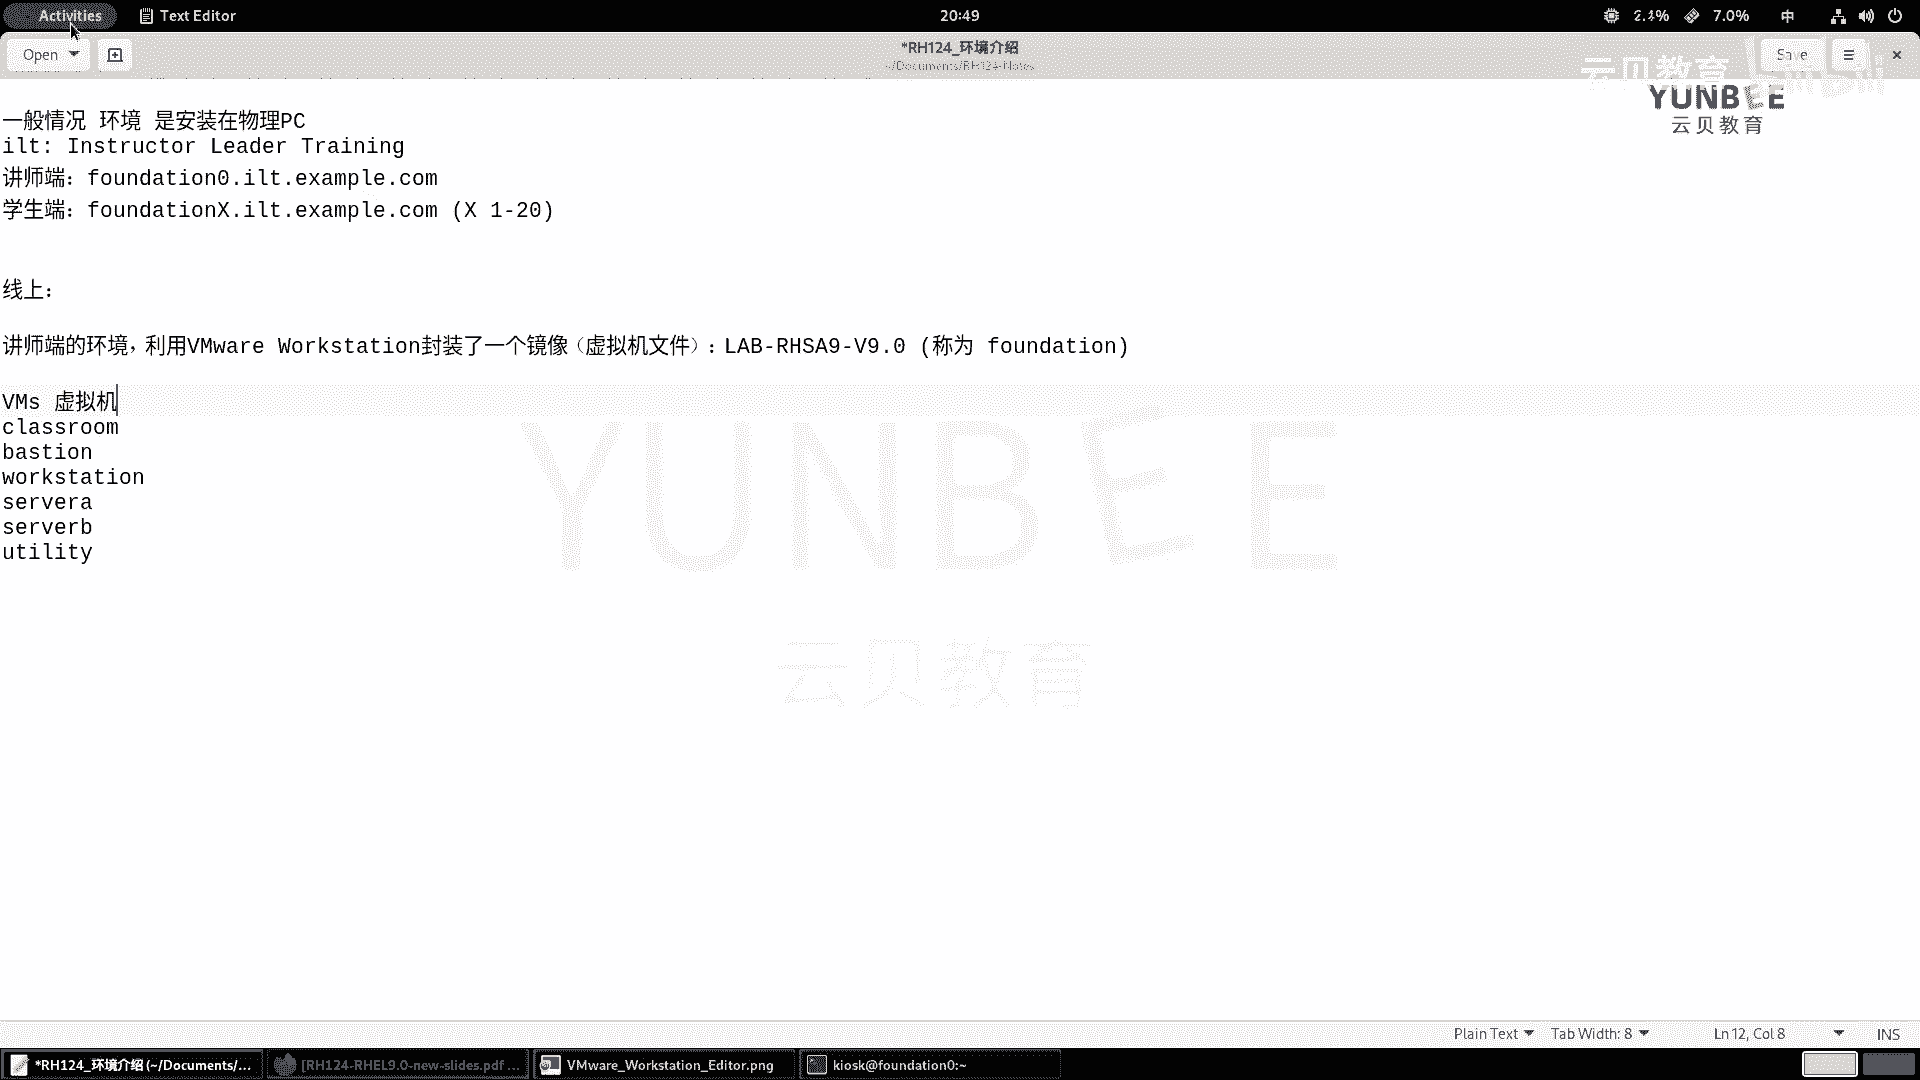 Activities
Text Editor
20:49
2.4%
7.0%
中
Open
*RH124_环境介绍
~/Documents/RH124-Notes
Save
云贝教育
YUNBEE
云贝教育
一般情况 环境 是安装在物理PC
ilt: Instructor Leader Training
讲师端：foundation0.ilt.example.com
学生端：foundationX.ilt.example.com (X 1-20)
线上：
讲师端的环境，利用VMware Workstation封装了一个镜像（虚拟机文件）：LAB-RHSA9-V9.0 (称为 foundation)
VMs 虚拟机
classroom
bastion
workstation
servera
serverb
utility
YUNBEE
云贝教育
Plain Text
Tab Width: 8
Ln 12, Col 8
INS
*RH124_环境介绍 (~/Documents/...
[RH124-RHEL9.0-new-slides.pdf ...
VMware_Workstation_Editor.png
kiosk@foundation0:~